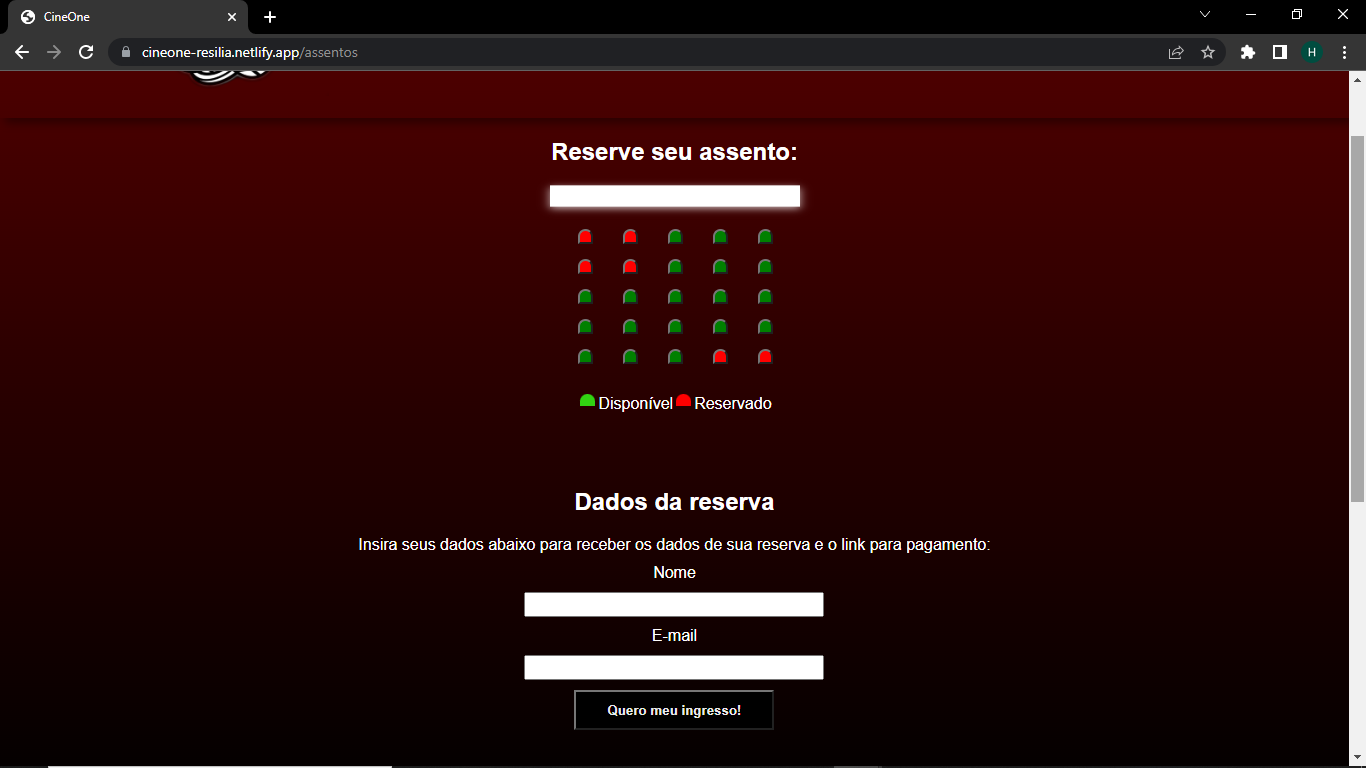 CineOne
cineone-resilia.netlify.app/assentos
H
Reserve seu assento:
Disponível Reservado
Dados da reserva
Insira seus dados abaixo para receber os dados de sua reserva e o link para pagamento:
Nome
E-mail
Quero meu ingresso!